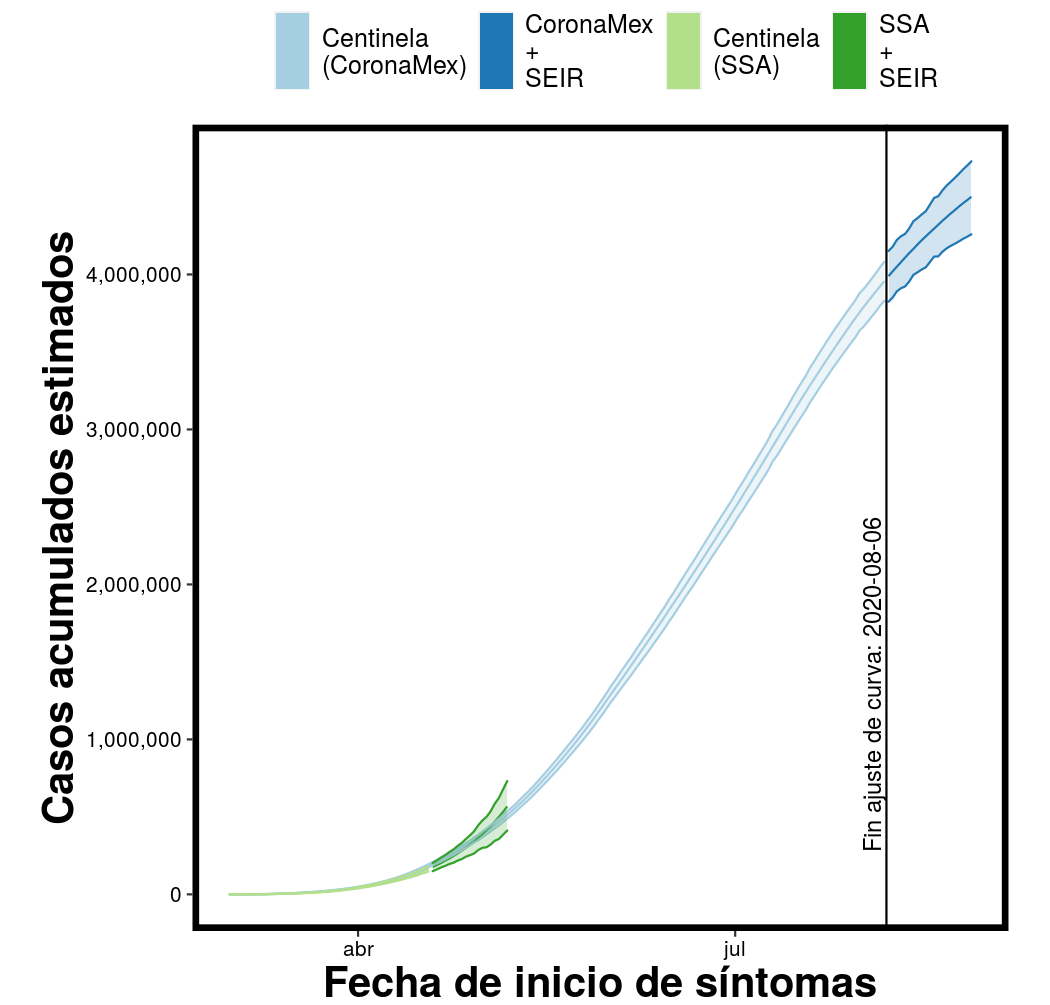 Centinela
(CoronaMex)
CoronaMex
+
SEIR
Centinela
(SSA)
SSA
+
SEIR
Casos acumulados estimados
4,000,000
3,000,000
2,000,000
1,000,000
0
Fin ajuste de curva: 2020-08-06
abr
jul
Fecha de inicio de síntomas